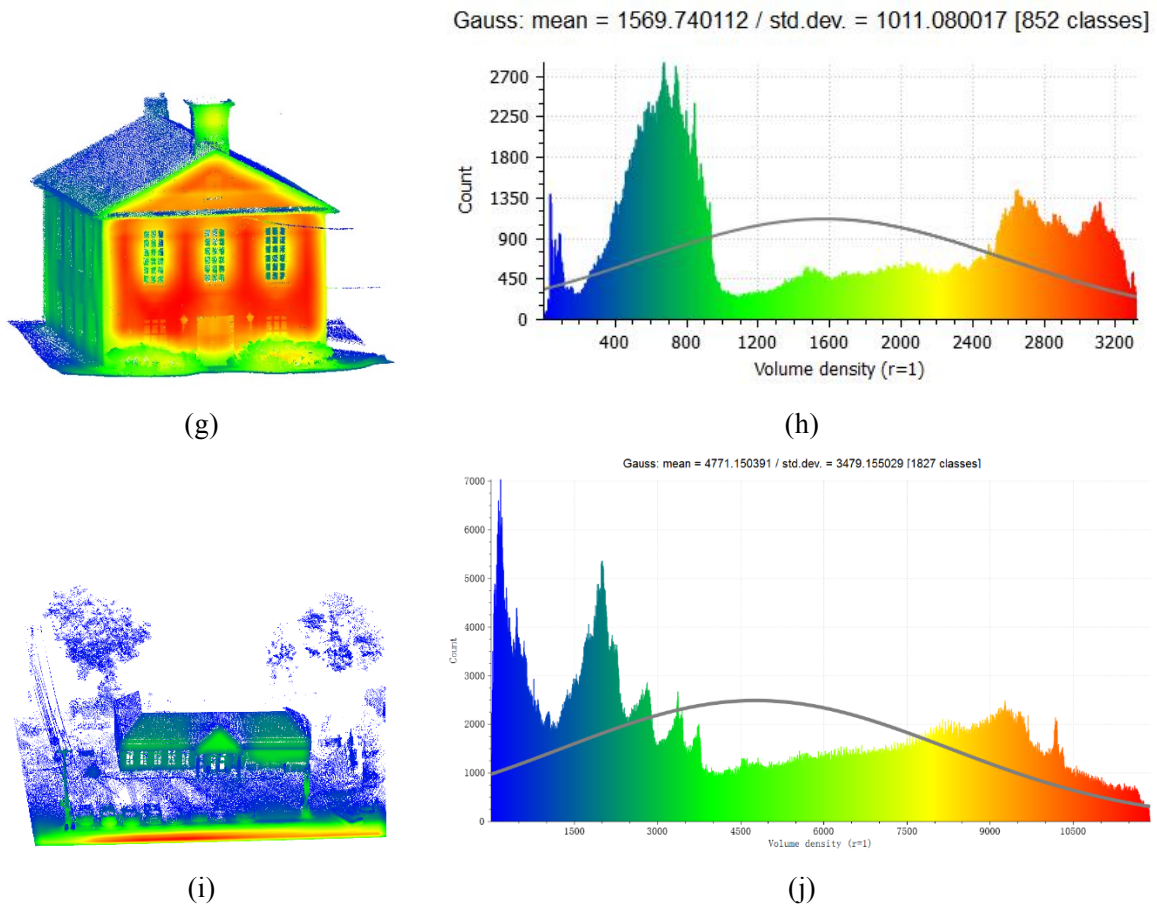 Gauss: mean = 1569.740112 / std.dev. = 1011.080017 [852 classes]
2700
2250
1800
1350
900
450
0
Count
400 800 1200 1600 2000 2400 2800 3200
Volume density (r=1)
(g)
(h)
Gauss: mean = 4771.150391 / std.dev. = 3479.155029 [1827 classes]
7000
6000
5000
4000
3000
2000
1000
0
Count
1500 3000 4500 6000 7500 9000 10500
Volume density (r=1)
(i)
(j)